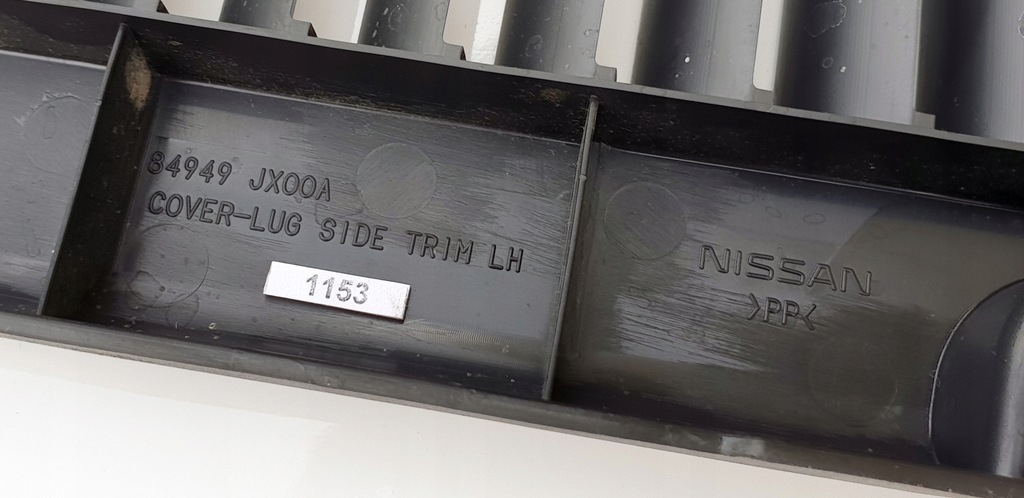 84949 JX00A
COVER-LUG SIDE TRIM LH
1153
NISSAN
>PP<